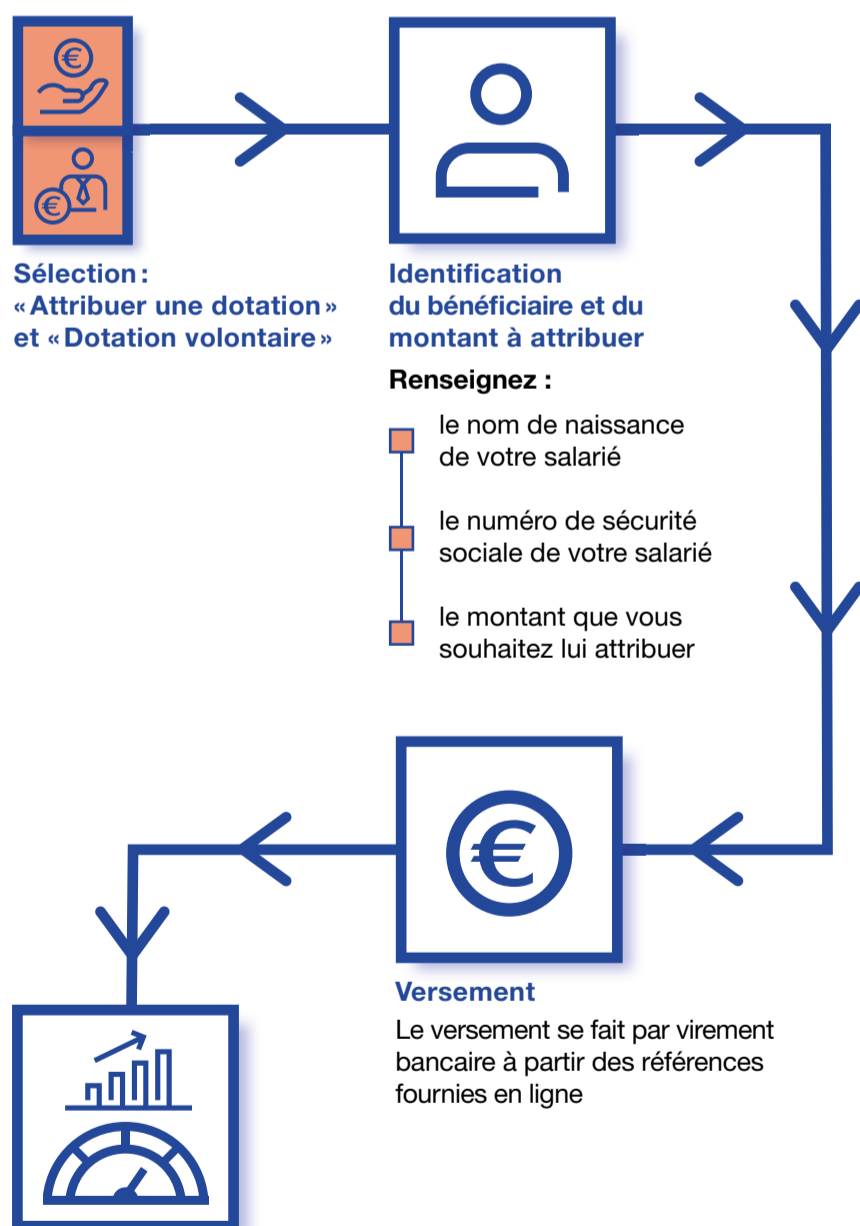 Sélection :
« Attribuer une dotation »
et « Dotation volontaire »
Identification
du bénéficiaire et du
montant à attribuer
Renseignez :
le nom de naissance
de votre salarié
le numéro de sécurité
sociale de votre salarié
le montant que vous
souhaitez lui attribuer
Versement
Le versement se fait par virement
bancaire à partir des références
fournies en ligne